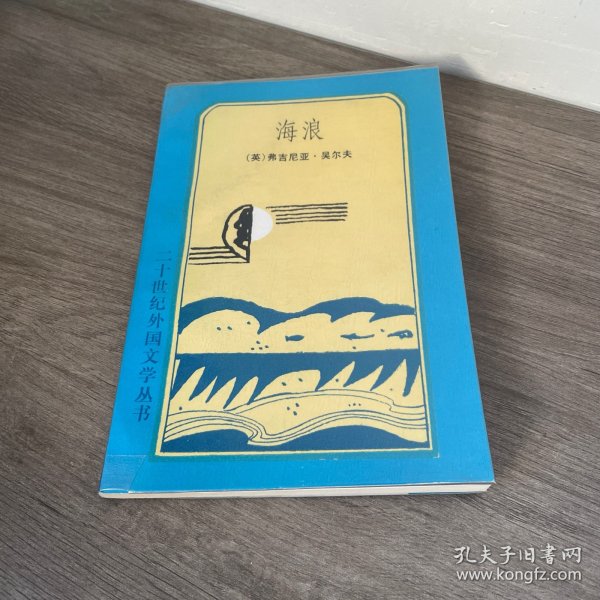 海浪
(英)弗吉尼亚·吴尔夫
二十世纪外国文学丛书
孔夫子旧书网
www.kongfz.com